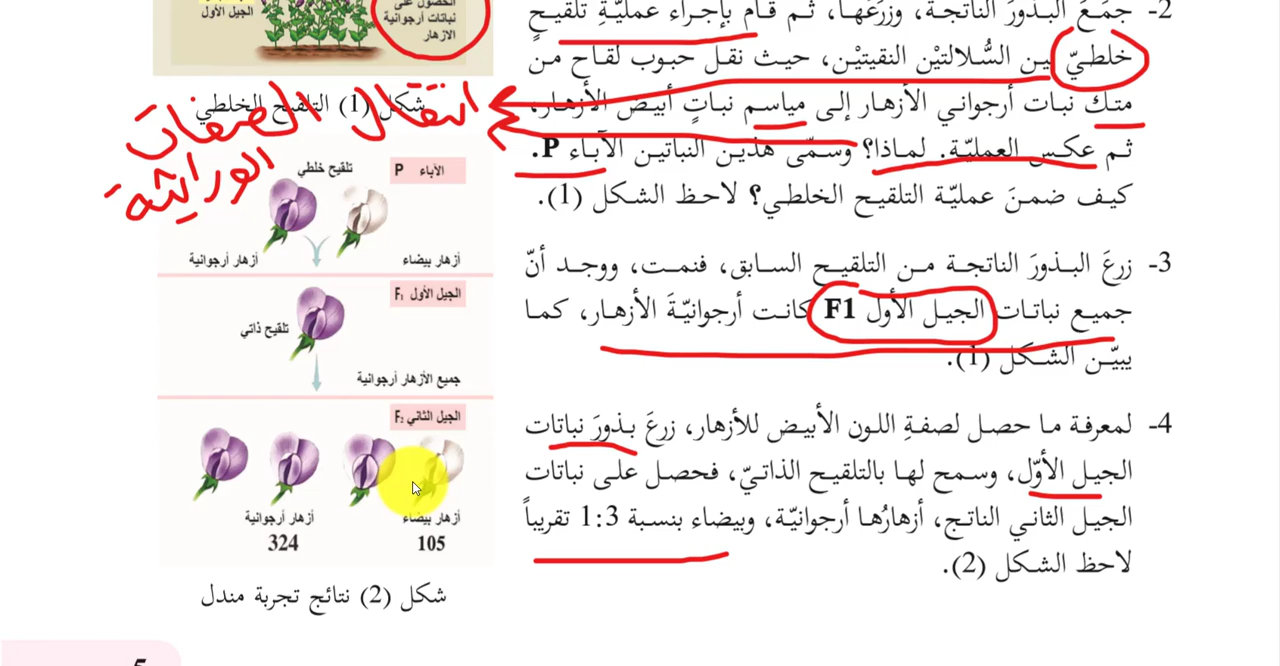 2- جمَعَ البذورَ الناتجة، وزرَعَها، ثم قام بإجراء عمليّةِ تلقيحٍ
خلطيّ بين السُّلالتيْن النقيتيْن، حيث نقل حبوب لقاح من
متك نبات أرجواني الأزهار إلى مياسم نباتٍ أبيض الأزهار،
ثم عكس العمليّة. لماذا؟ وسمّى هذين النباتين الآباء P.
كيف ضمنَ عمليّة التلقيح الخلطي؟ لاحظ الشكل (1).
3- زرعَ البذورَ الناتجة من التلقيح السابق، فنمت، ووجد أنّ
جميع نباتات الجيل الأول F1 كانت أرجوانيّةَ الأزهار، كما
يبيّن الشكل (1).
4- لمعرفة ما حصل لصفةِ اللون الأبيض للأزهار، زرعَ بذورَ نباتات
الجيل الأوّل، وسمح لها بالتلقيح الذاتيّ، فحصل على نباتات
الجيل الثاني الناتج، أزهارُها أرجوانيّة، وبيضاء بنسبة 1:3 تقريباً
لاحظ الشكل (2).
الحصول على
نباتات أرجوانية
الازهار
الجيل الأول
شكل (1) التلقيح الخلطي
انتقال الصفات
الوراثية
الآباء P
تلقيح خلطي
أزهار بيضاء
أزهار أرجوانية
الجيل الأول F₁
تلقيح ذاتي
جميع الأزهار أرجوانية
الجيل الثاني F₂
أزهار بيضاء
أزهار أرجوانية
105
324
شكل (2) نتائج تجربة مندل